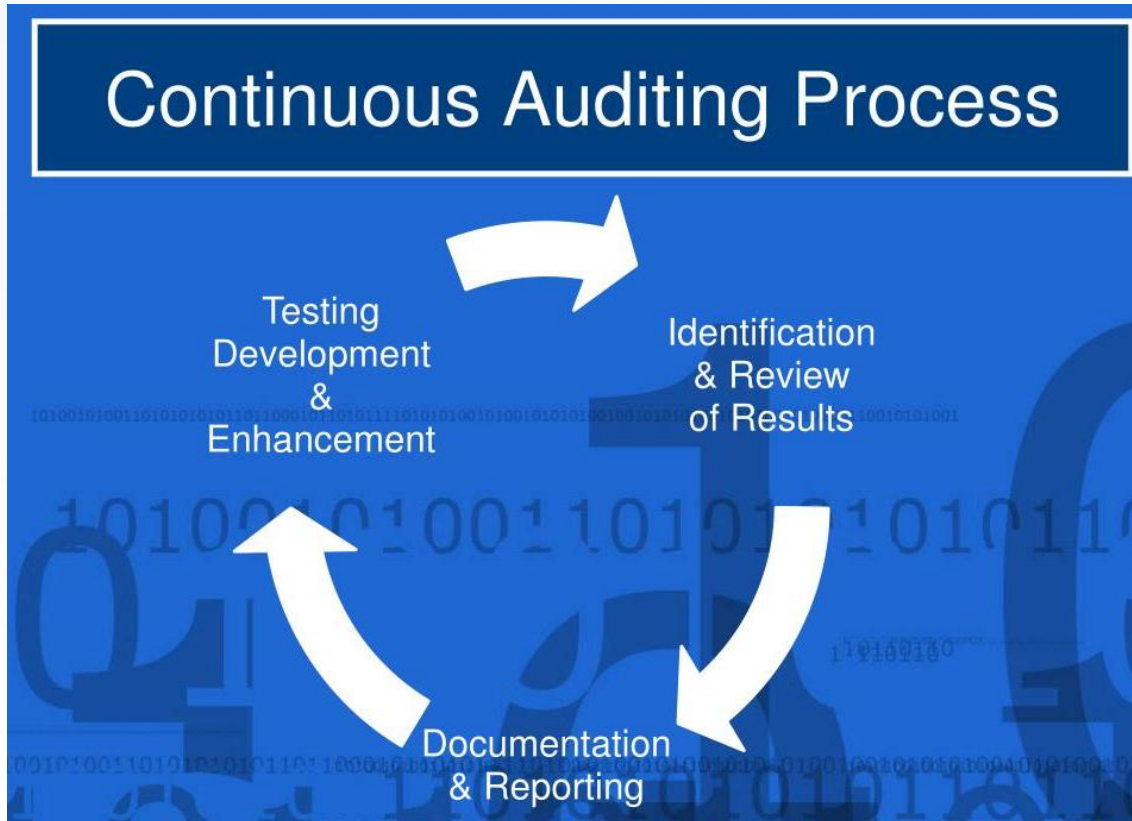 Continuous Auditing Process
Testing
Development
&
Enhancement
Identification
& Review
of Results
Documentation
& Reporting